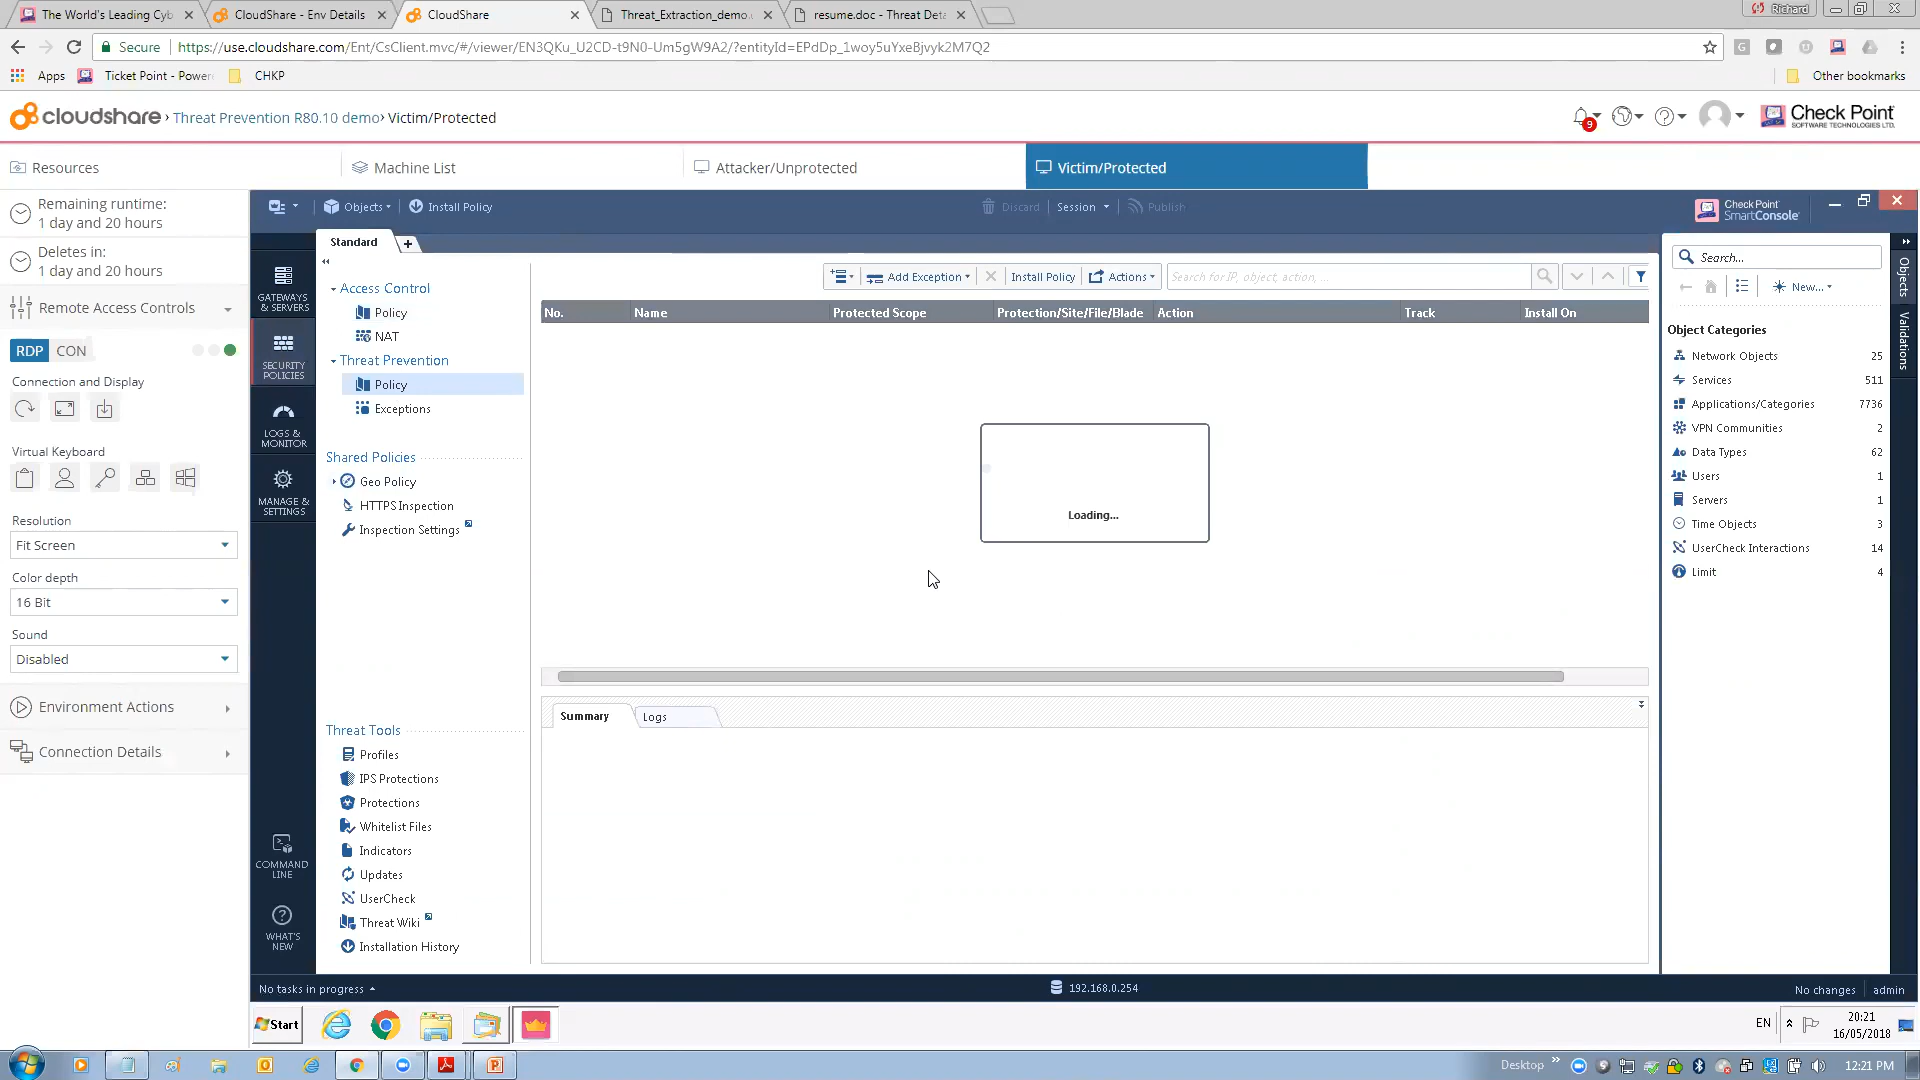 The World's Leading Cyb
CloudShare - Env Details
CloudShare
Threat_Extraction_demo.
resume.doc - Threat Deta
Richard
Secure
https://use.cloudshare.com/Ent/CsClient.mvc/#/viewer/EN3QKu_U2CD-t9N0-Um5gW9A2/?entityId=EPdDp_1woy5uYxeBjvyk2M7Q2
Apps
Ticket Point - Power
CHKP
Other bookmarks
cloudshare › Threat Prevention R80.10 demo› Victim/Protected
9
Check Point
SOFTWARE TECHNOLOGIES LTD.
Resources
Machine List
Attacker/Unprotected
Victim/Protected
Remaining runtime:
1 day and 20 hours
Deletes in:
1 day and 20 hours
Remote Access Controls
RDP
CON
Connection and Display
Virtual Keyboard
Resolution
Fit Screen
Color depth
16 Bit
Sound
Disabled
Environment Actions
Connection Details
Objects
Install Policy
Discard
Session
Publish
Check Point
SmartConsole
Standard
+
GATEWAYS
& SERVERS
SECURITY
POLICIES
LOGS &
MONITOR
MANAGE &
SETTINGS
COMMAND
LINE
WHAT'S
NEW
Access Control
Policy
NAT
Threat Prevention
Policy
Exceptions
Shared Policies
Geo Policy
HTTPS Inspection
Inspection Settings
Threat Tools
Profiles
IPS Protections
Protections
Whitelist Files
Indicators
Updates
UserCheck
Threat Wiki
Installation History
Add Exception
Install Policy
Actions
Search for IP, object, action, ...
No.
Name
Protected Scope
Protection/Site/File/Blade
Action
Track
Install On
Loading...
Summary
Logs
Search...
New...
Object Categories
Network Objects 25
Services 511
Applications/Categories 7736
VPN Communities 2
Data Types 62
Users 1
Servers 1
Time Objects 3
UserCheck Interactions 14
Limit 4
Objects
Validations
No tasks in progress
192.168.0.254
No changes
admin
Start
EN
20:21
16/05/2018
Desktop
12:21 PM